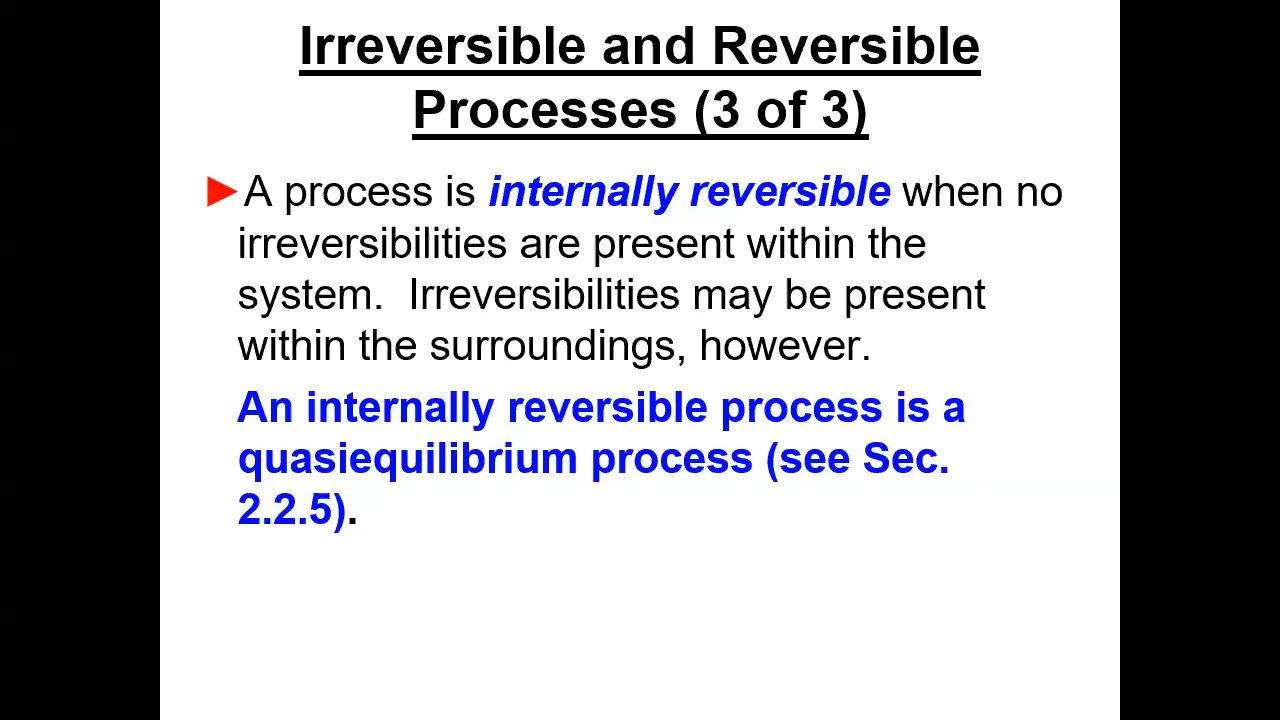 Irreversible and Reversible
Processes (3 of 3)
►A process is internally reversible when no
irreversibilities are present within the
system.  Irreversibilities may be present
within the surroundings, however.
An internally reversible process is a
quasiequilibrium process (see Sec.
2.2.5).